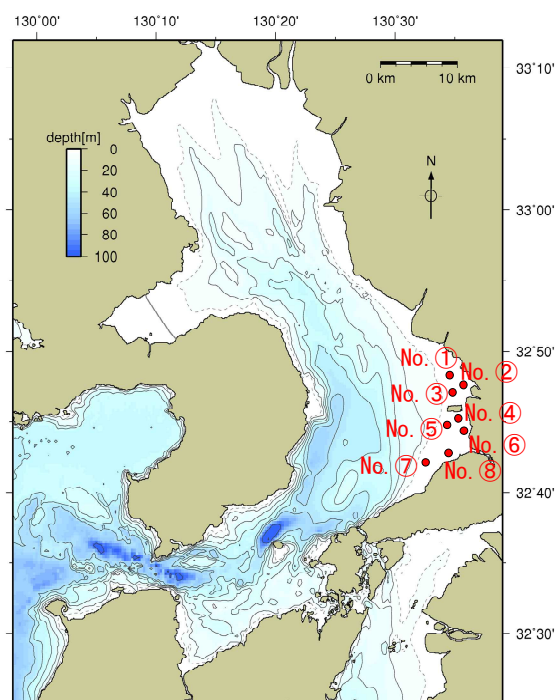 130°00' 130°10' 130°20' 130°30'
33°10'
0 km 10 km
depth[m]
0
20
40
60
80
100
N
33°00'
32°50'
No. ①
No. ②
No. ③
No. ④
No. ⑤
No. ⑥
No. ⑦
No. ⑧
32°40'
32°30'